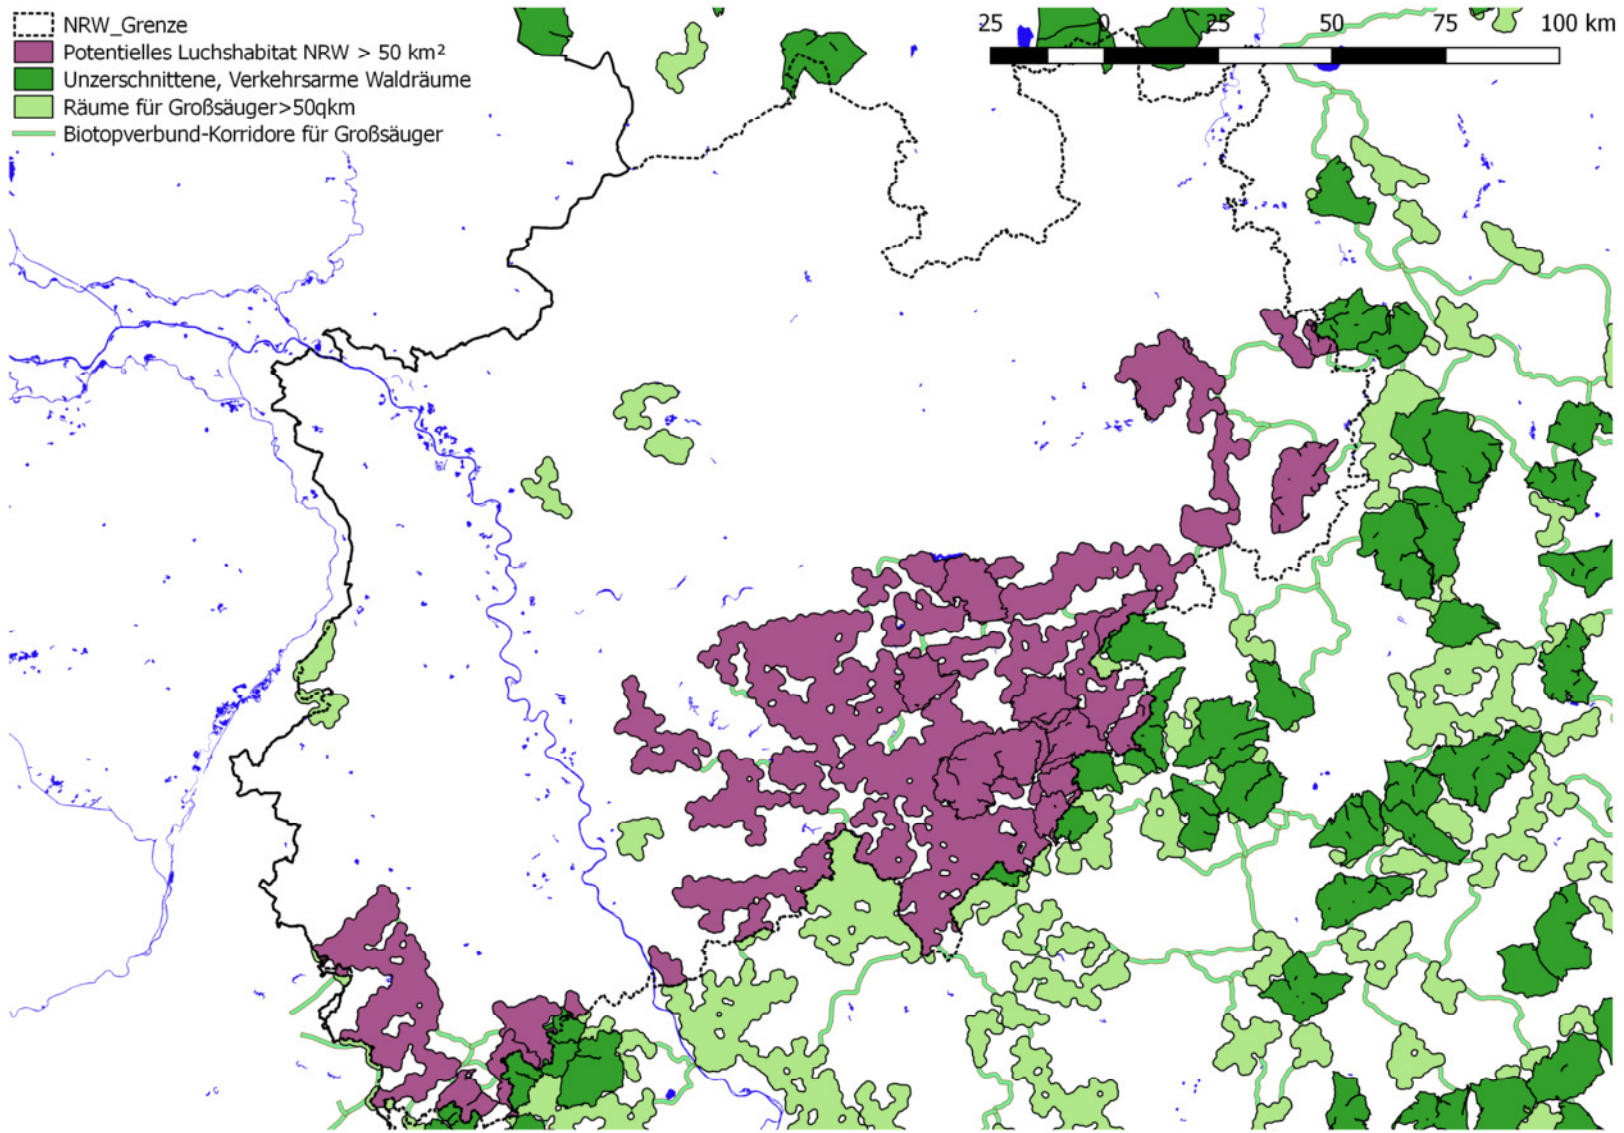 NRW_Grenze
Potentielles Luchshabitat NRW > 50 km²
Unzerschnittene, Verkehrsarme Waldräume
Räume für Großsäuger>50qkm
Biotopverbund-Korridore für Großsäuger
25 0 25 50 75 100 km